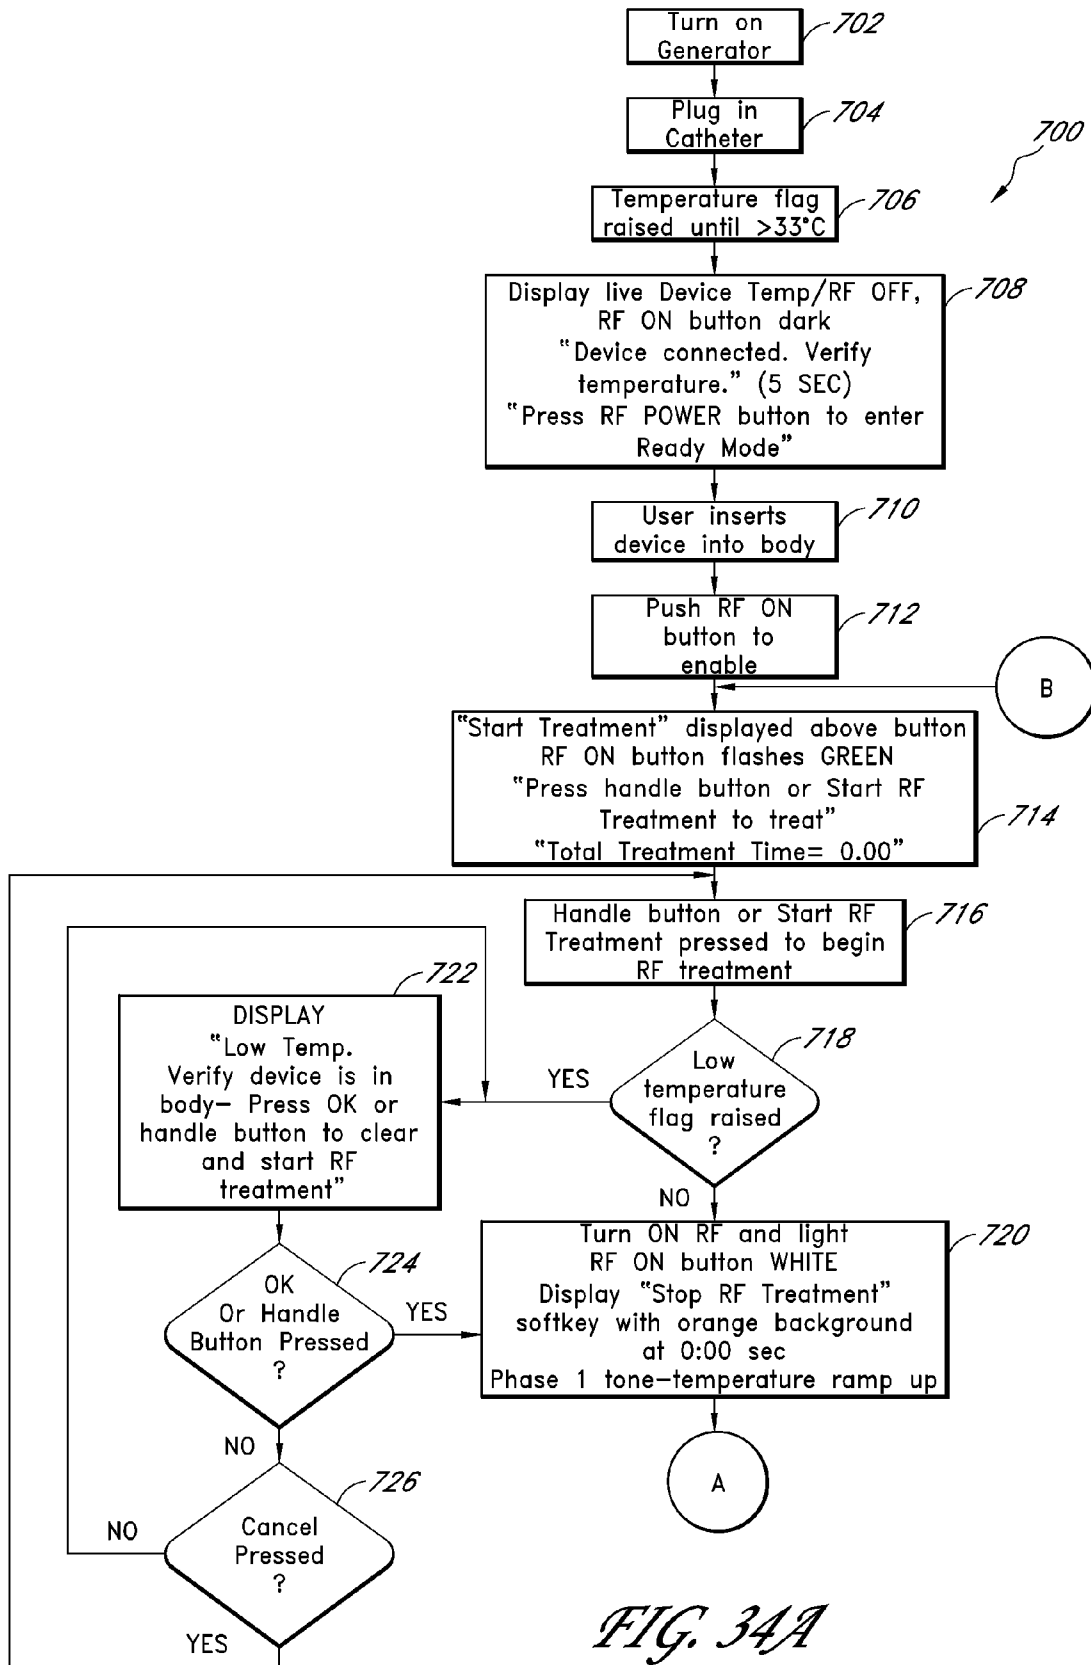 Turn on
Generator
702
Plug in
Catheter
704
700
Temperature flag
raised until >33°C
706
Display live Device Temp/RF OFF,
RF ON button dark
"Device connected. Verify
temperature." (5 SEC)
"Press RF POWER button to enter
Ready Mode"
708
User inserts
device into body
710
Push RF ON
button to
enable
712
B
"Start Treatment" displayed above button
RF ON button flashes GREEN
"Press handle button or Start RF
Treatment to treat"
"Total Treatment Time= 0.00"
714
Handle button or Start RF
Treatment pressed to begin
RF treatment
716
Low
temperature
flag raised
?
718
YES
NO
722
DISPLAY
"Low Temp.
Verify device is in
body– Press OK or
handle button to clear
and start RF
treatment"
Turn ON RF and light
RF ON button WHITE
Display "Stop RF Treatment"
softkey with orange background
at 0:00 sec
Phase 1 tone–temperature ramp up
720
OK
Or Handle
Button Pressed
?
724
YES
NO
A
Cancel
Pressed
?
726
NO
YES
FIG. 34A